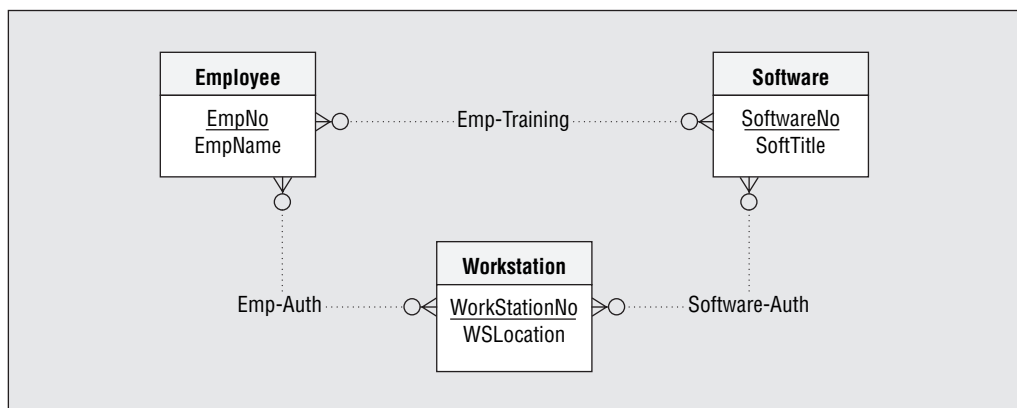 Employee
EmpNo
EmpName
Emp-Training
Software
SoftwareNo
SoftTitle
Emp-Auth
Workstation
WorkStationNo
WSLocation
Software-Auth